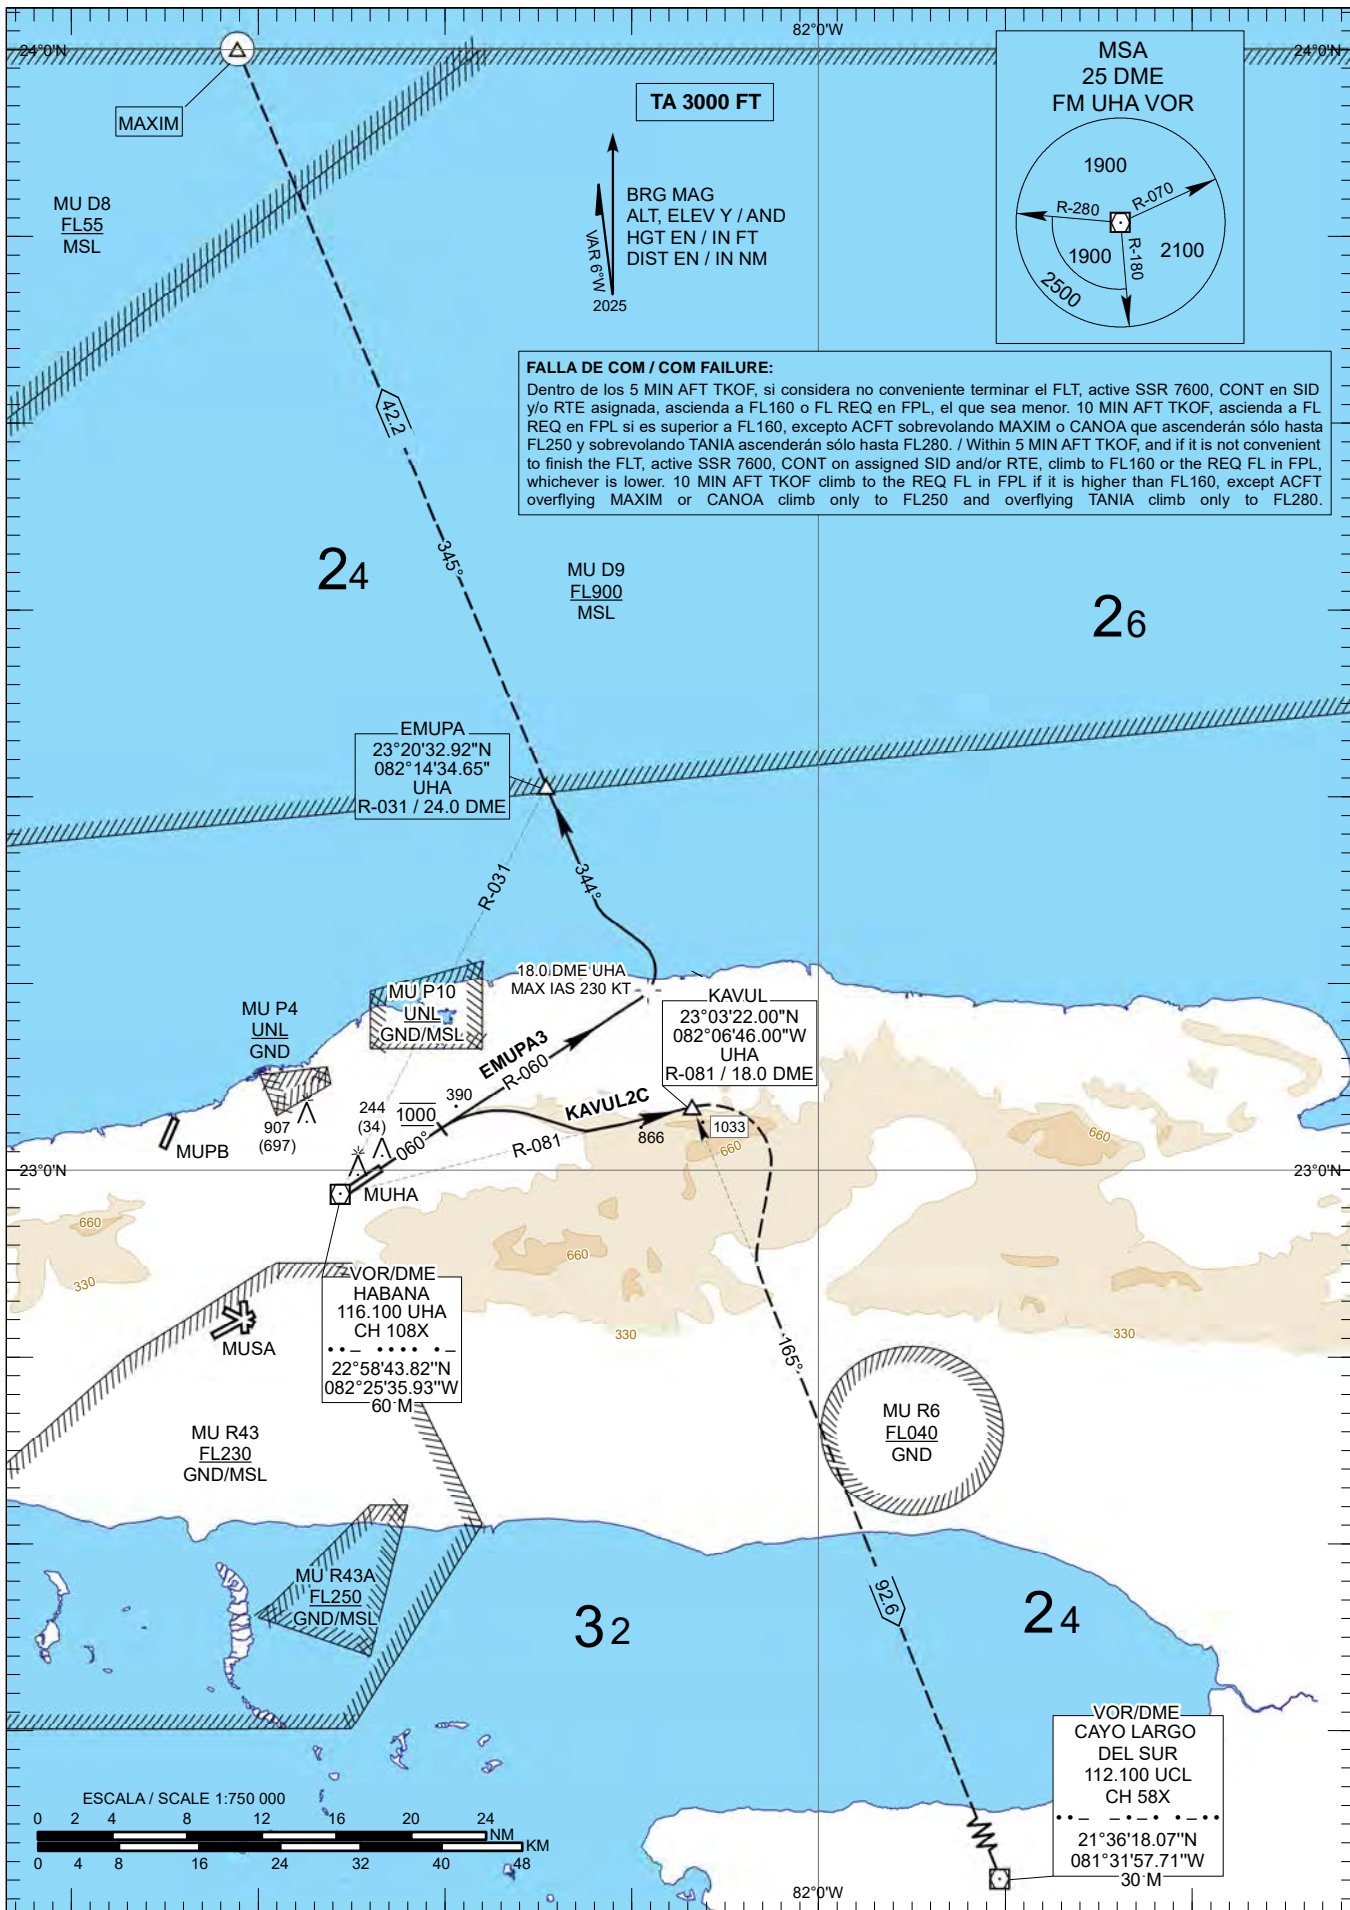 82°0'W
24°0'N
24°0'N
MAXIM
TA 3000 FT
MSA
25 DME
FM UHA VOR
1900
R-280
R-070
1900
R-180
2100
2500
MU D8
FL55
MSL
BRG MAG
ALT, ELEV Y / AND
HGT EN / IN FT
DIST EN / IN NM
VAR 6°W
2025
FALLA DE COM / COM FAILURE:
Dentro de los 5 MIN AFT TKOF, si considera no conveniente terminar el FLT, active SSR 7600, CONT en SID
y/o RTE asignada, ascienda a FL160 o FL REQ en FPL, el que sea menor. 10 MIN AFT TKOF, ascienda a FL
REQ en FPL si es superior a FL160, excepto ACFT sobrevolando MAXIM o CANOA que ascenderán sólo hasta
FL250 y sobrevolando TANIA ascenderán sólo hasta FL280. / Within 5 MIN AFT TKOF, and if it is not convenient
to finish the FLT, active SSR 7600, CONT on assigned SID and/or RTE, climb to FL160 or the REQ FL in FPL,
whichever is lower. 10 MIN AFT TKOF climb to the REQ FL in FPL if it is higher than FL160, except ACFT
overflying MAXIM or CANOA climb only to FL250 and overflying TANIA climb only to FL280.
42.2
345°
24
MU D9
FL900
MSL
26
EMUPA
23°20'32.92"N
082°14'34.65"
UHA
R-031 / 24.0 DME
R-031
344°
18.0 DME UHA
MAX IAS 230 KT
MU P10
UNL
GND/MSL
MU P4
UNL
GND
KAVUL
23°03'22.00"N
082°06'46.00"W
UHA
R-081 / 18.0 DME
EMUPA3
R-060
KAVUL2C
R-081
390
1000
244
(34)
060°
907
(697)
866
1033
660
660
MUPB
23°0'N
23°0'N
MUHA
660
330
660
330
330
VOR/DME
HABANA
116.100 UHA
CH 108X
22°58'43.82''N
082°25'35.93''W
60 M
MUSA
165°
MU R43
FL230
GND/MSL
MU R6
FL040
GND
MU R43A
FL250
GND/MSL
32
92.6
24
VOR/DME
CAYO LARGO
DEL SUR
112.100 UCL
CH 58X
21°36'18.07''N
081°31'57.71''W
30 M
ESCALA / SCALE 1:750 000
0 2 4 8 12 16 20 24
NM
KM
0 4 8 16 24 32 40 48
82°0'W